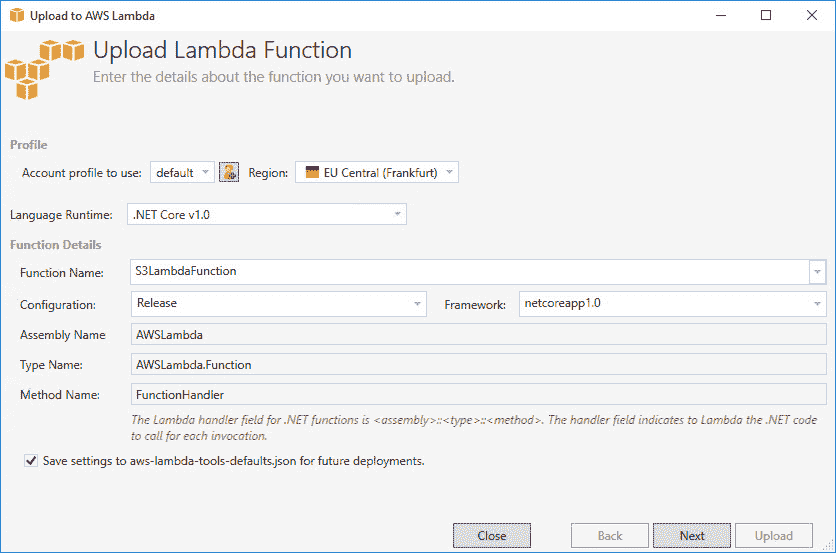 Upload to AWS Lambda
Upload Lambda Function
Enter the details about the function you want to upload.
Profile
Account profile to use: default Region: EU Central (Frankfurt)
Language Runtime: .NET Core v1.0
Function Details
Function Name: S3LambdaFunction
Configuration: Release Framework: netcoreapp1.0
Assembly Name AWSLambda
Type Name: AWSLambda.Function
Method Name: FunctionHandler
The Lambda handler field for .NET functions is <assembly>::<type>::<method>. The handler field indicates to Lambda the .NET code
to call for each invocation.
Save settings to aws-lambda-tools-defaults.json for future deployments.
Close Back Next Upload